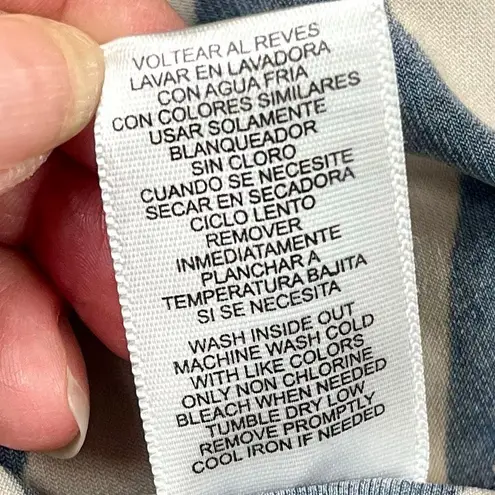 VOLTEAR AL REVES
LAVAR EN LAVADORA
CON AGUA FRIA
CON COLORES SIMILARES
USAR SOLAMENTE
BLANQUEADOR
SIN CLORO
CUANDO SE NECESITE
SECAR EN SECADORA
CICLO LENTO
REMOVER
INMEDIATAMENTE
PLANCHAR A
TEMPERATURA BAJITA
SI SE NECESITA
WASH INSIDE OUT
MACHINE WASH COLD
WITH LIKE COLORS
ONLY NON CHLORINE
BLEACH WHEN NEEDED
TUMBLE DRY LOW
REMOVE PROMPTLY
COOL IRON IF NEEDED